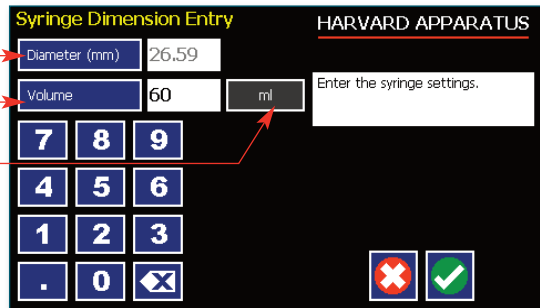 Syringe Dimension Entry
HARVARD APPARATUS
Diameter (mm) 26.59
Volume 60 ml
Enter the syringe settings.
7 8 9
4 5 6
1 2 3
. 0